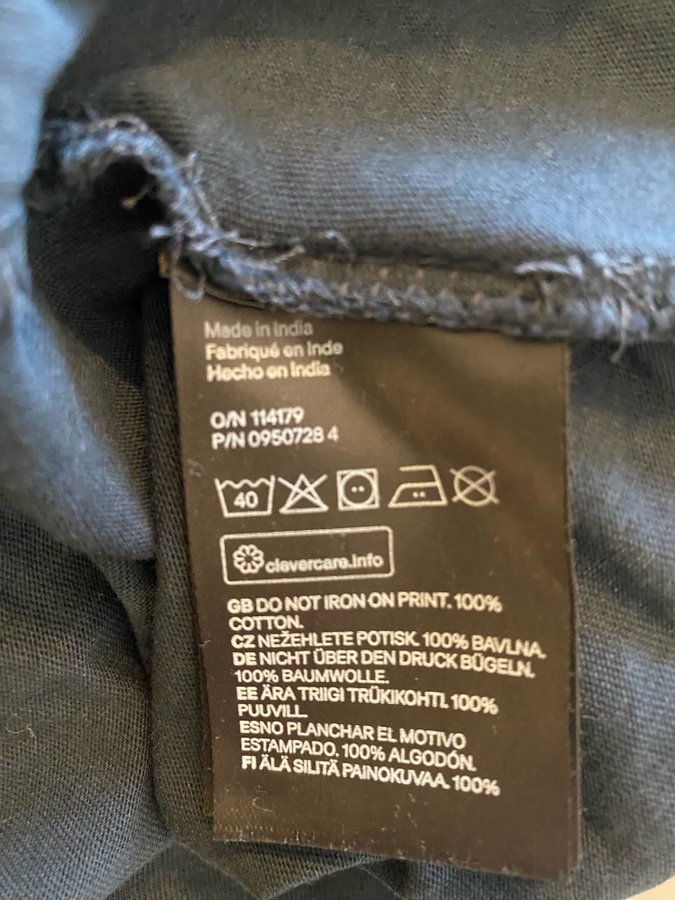 Made in India
Fabriqué en Inde
Hecho en India
O/N 114179
P/N 0950728 4
40
clevercare.info
GB DO NOT IRON ON PRINT. 100%
COTTON.
CZ NEŽEHLETE POTISK. 100% BAVLNA.
DE NICHT ÜBER DEN DRUCK BÜGELN.
100% BAUMWOLLE.
EE ÄRA TRIIGI TRÜKIKOHTI. 100%
PUUVILL.
ESNO PLANCHAR EL MOTIVO
ESTAMPADO. 100% ALGODÓN.
FI ÄLÄ SILITÄ PAINOKUVAA. 100%